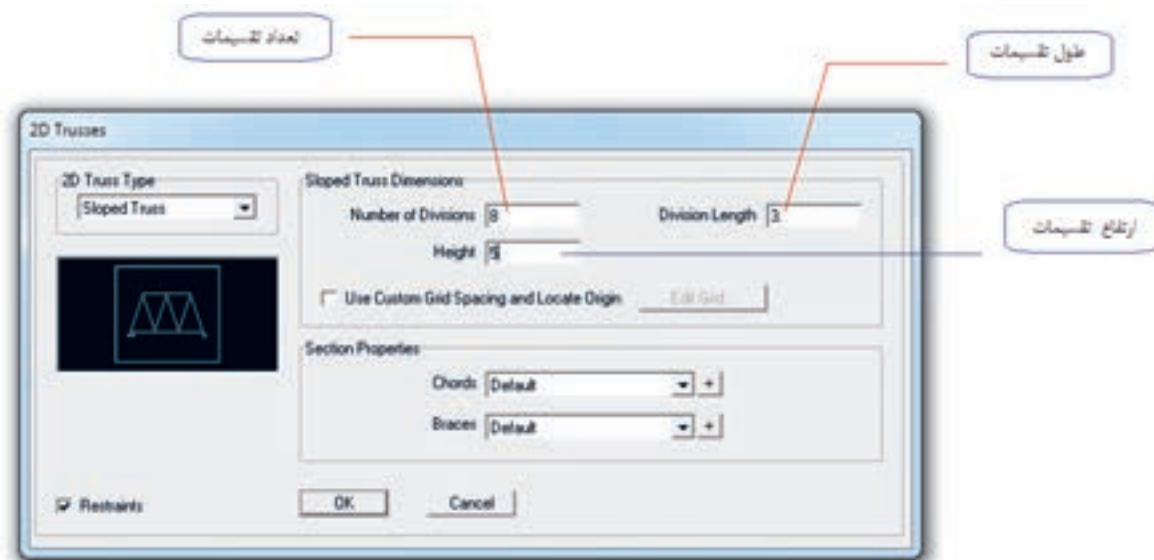 تعداد تقسیمات
طول تقسیمات
2D Trusses
2D Truss Type
Sloped Truss
Sloped Truss Dimensions
Number of Divisions 8
Division Length 3.
Height 5
ارتفاع تقسیمات
Use Custom Grid Spacing and Locate Origin
Edit Grid...
Section Properties
Chords Default +
Braces Default +
Restraints
OK
Cancel